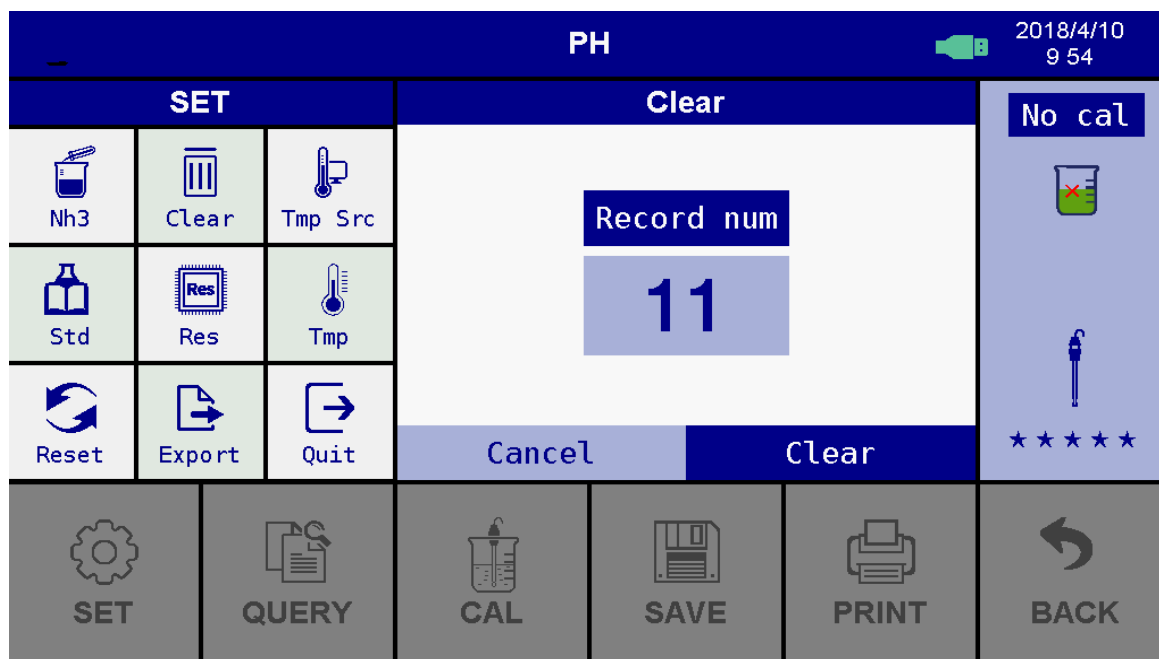 PH
2018/4/10
9 54
SET
Clear
No cal
Nh3
Clear
Tmp Src
Record num
11
Std
Res
Res
Tmp
Reset
Export
Quit
Cancel
Clear
SET
QUERY
CAL
SAVE
PRINT
BACK